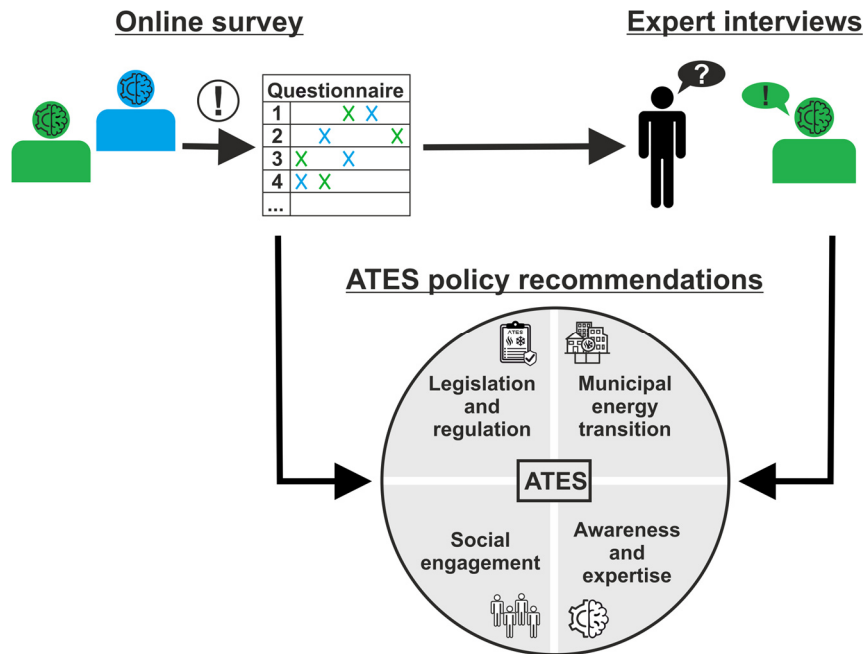 Online survey
Expert interviews
!
?
!
Questionnaire
1 X X
2 X X
3 X X
4 X X
...
ATES policy recommendations
ATES
Legislation
and
regulation
Municipal
energy
transition
ATES
Social
engagement
Awareness
and
expertise